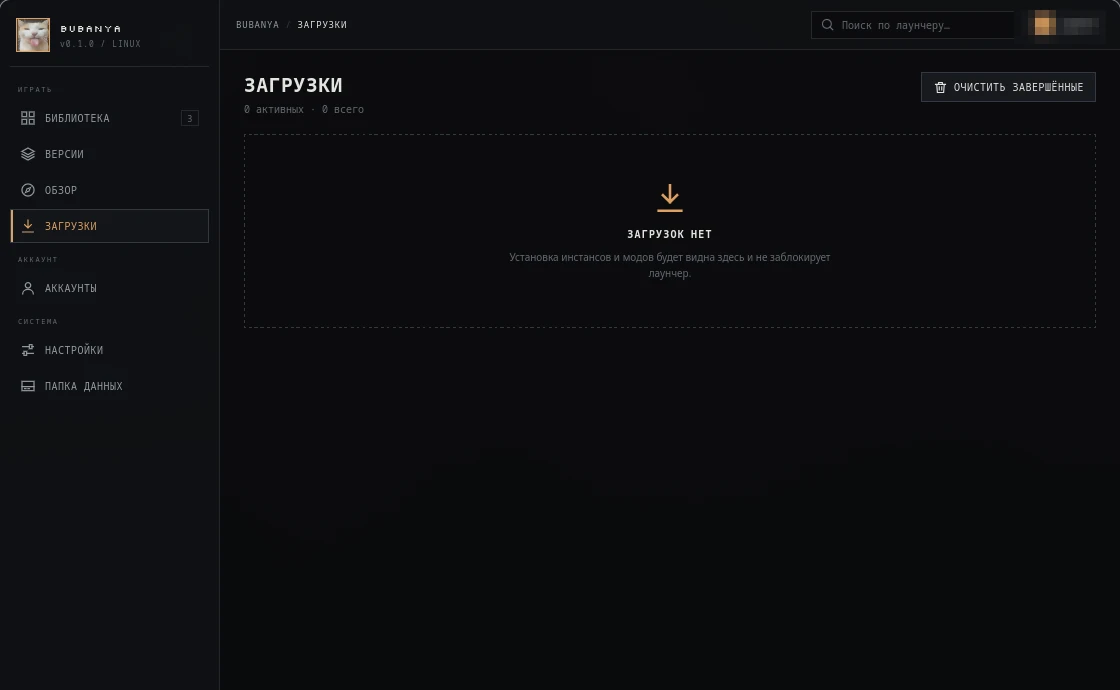 BUBANYA
v0.1.0 / LINUX
BUBANYA / ЗАГРУЗКИ
Поиск по лаунчеру…
ИГРАТЬ
БИБЛИОТЕКА 3
ВЕРСИИ
ОБЗОР
ЗАГРУЗКИ
АККАУНТ
АККАУНТЫ
СИСТЕМА
НАСТРОЙКИ
ПАПКА ДАННЫХ
ЗАГРУЗКИ
0 активных · 0 всего
ОЧИСТИТЬ ЗАВЕРШЁННЫЕ
ЗАГРУЗОК НЕТ
Установка инстансов и модов будет видна здесь и не заблокирует
лаунчер.